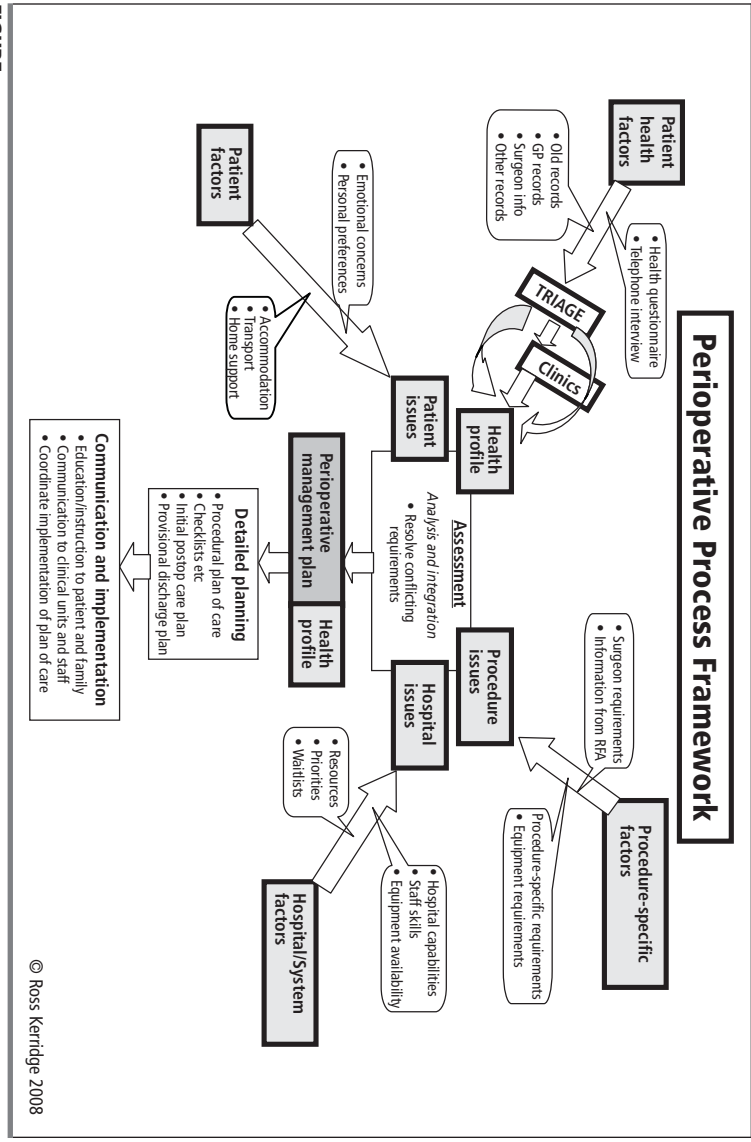 Perioperative Process Framework
Patient
health
factors
• Health questionnaire
• Telephone interview
• Old records
• GP records
• Surgeon info
• Other records
TRIAGE
Clinics
Health
profile
Patient
factors
• Emotional concerns
• Personal preferences
• Accommodation
• Transport
• Home support
Patient
issues
Assessment
Analysis and integration
• Resolve conflicting
requirements
Procedure-specific
factors
• Surgeon requirements
• Information from RFA
Procedure-specific requirements
• Equipment requirements
Procedure
issues
Hospital
issues
• Hospital capabilities
• Staff skills
• Equipment availability
• Resources
• Priorities
• Waitlists
Hospital/System
factors
Perioperative
management plan
Health
profile
Detailed planning
• Procedural plan of care
• Checklists etc
• Initial postop care plan
• Provisional discharge plan
Communication and implementation
• Education/instruction to patient and family
• Communication to clinical units and staff
• Coordinate implementation of plan of care
© Ross Kerridge 2008